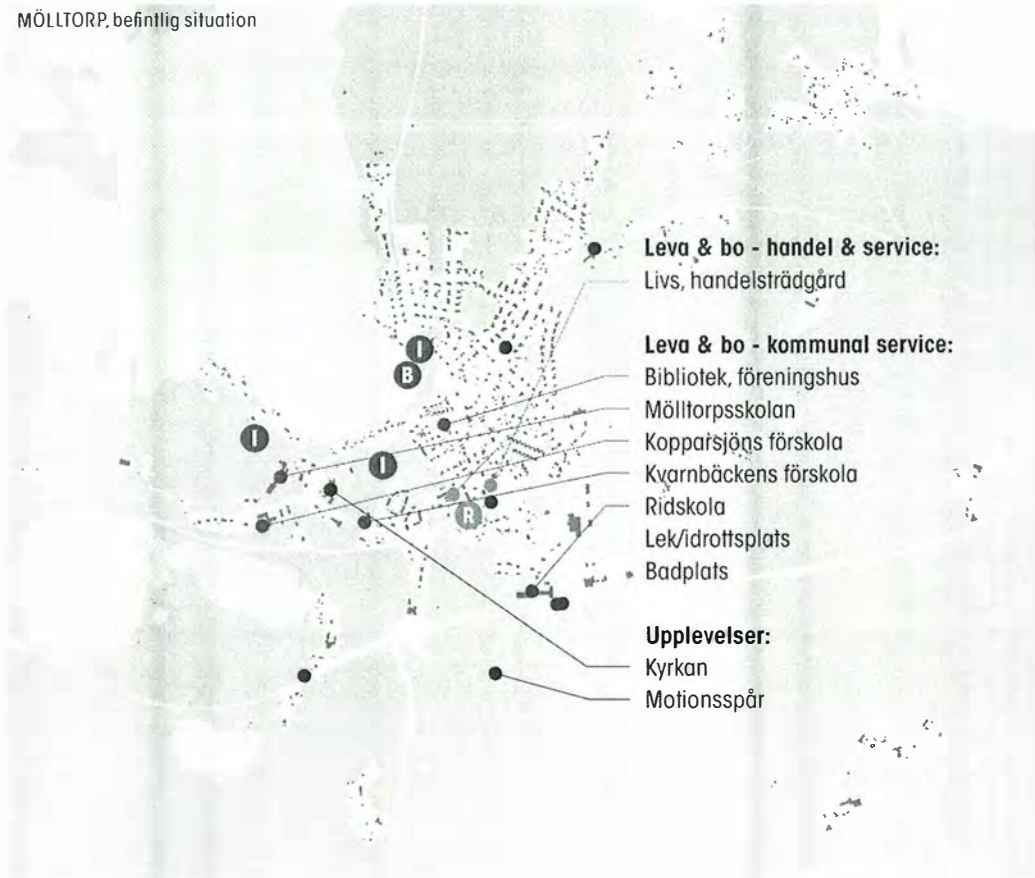 MÖLLTORP, befintlig situation
Leva & bo - handel & service:
Livs, handelsträdgård
Leva & bo - kommunal service:
Bibliotek, föreningshus
Mölltorpsskolan
Kopparsjöns förskola
Kvarnbäckens förskola
Ridskola
Lek/idrottsplats
Badplats
Upplevelser:
Kyrkan
Motionsspår
I
B
I
I
R